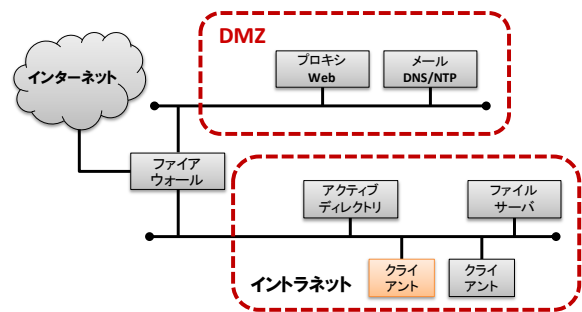 DMZ
インターネット
プロキシ
Web
メール
DNS/NTP
ファイア
ウォール
アクティブ
ディレクトリ
ファイル
サーバ
イントラネット
クライ
アント
クライ
アント